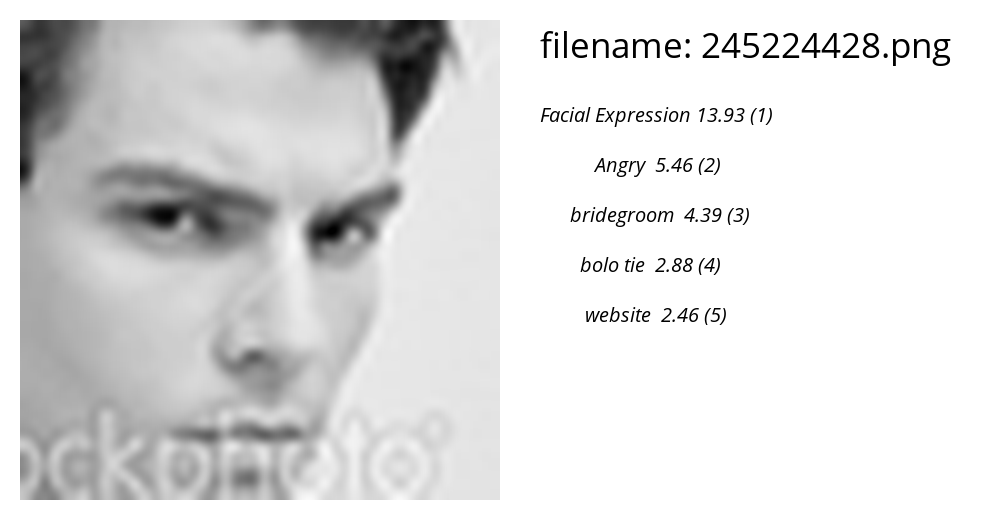 filename: 245224428.png
Facial Expression 13.93 (1)
Angry 5.46 (2)
bridegroom 4.39 (3)
bolo tie 2.88 (4)
website 2.46 (5)
ockphoto